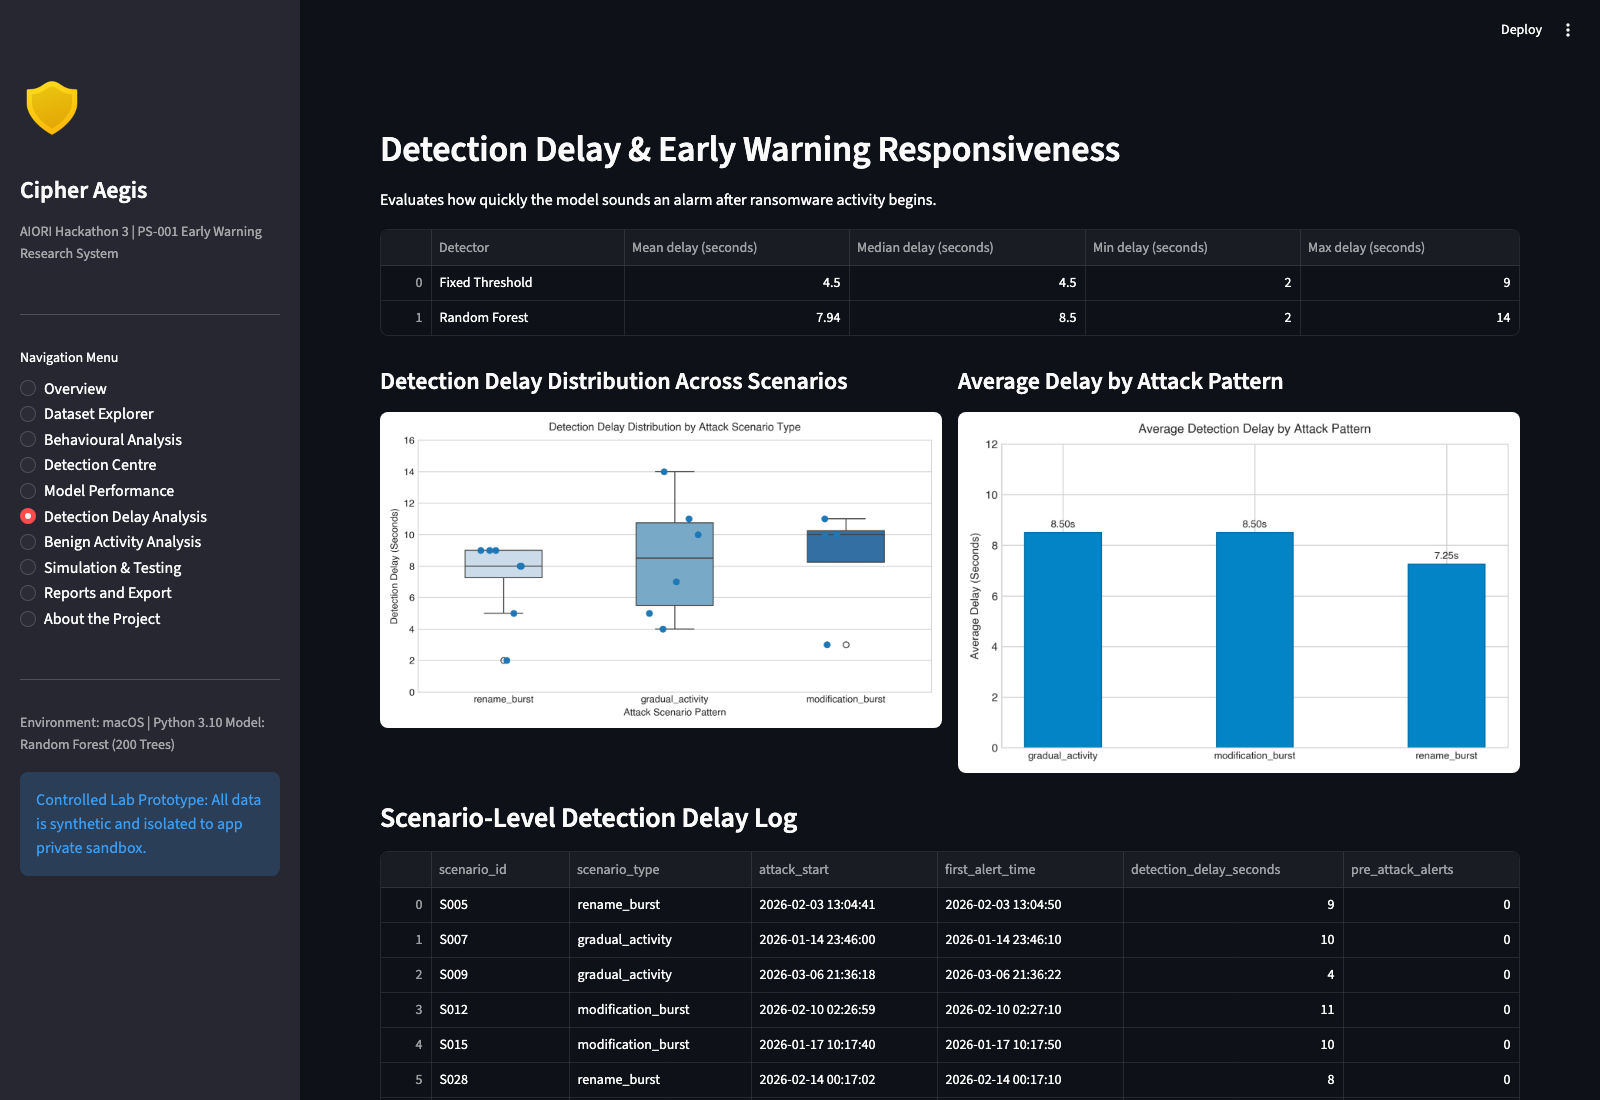 Deploy
Cipher Aegis
AIORI Hackathon 3 | PS-001 Early Warning
Research System
Navigation Menu
Overview
Dataset Explorer
Behavioural Analysis
Detection Centre
Model Performance
Detection Delay Analysis
Benign Activity Analysis
Simulation & Testing
Reports and Export
About the Project
Environment: macOS | Python 3.10 Model:
Random Forest (200 Trees)
Controlled Lab Prototype: All data
is synthetic and isolated to app
private sandbox.
Detection Delay & Early Warning Responsiveness
Evaluates how quickly the model sounds an alarm after ransomware activity begins.
Detector Mean delay (seconds) Median delay (seconds) Min delay (seconds) Max delay (seconds)
0 Fixed Threshold 4.5 4.5 2 9
1 Random Forest 7.94 8.5 2 14
Detection Delay Distribution Across Scenarios
Detection Delay Distribution by Attack Scenario Type
Detection Delay (Seconds)
16
14
12
10
8
6
4
2
0
rename_burst gradual_activity modification_burst
Attack Scenario Pattern
Average Delay by Attack Pattern
Average Detection Delay by Attack Pattern
Average Delay (Seconds)
12
10
8
6
4
2
0
8.50s 8.50s 7.25s
gradual_activity modification_burst rename_burst
Scenario-Level Detection Delay Log
scenario_id scenario_type attack_start first_alert_time detection_delay_seconds pre_attack_alerts
0 S005 rename_burst 2026-02-03 13:04:41 2026-02-03 13:04:50 9 0
1 S007 gradual_activity 2026-01-14 23:46:00 2026-01-14 23:46:10 10 0
2 S009 gradual_activity 2026-03-06 21:36:18 2026-03-06 21:36:22 4 0
3 S012 modification_burst 2026-02-10 02:26:59 2026-02-10 02:27:10 11 0
4 S015 modification_burst 2026-01-17 10:17:40 2026-01-17 10:17:50 10 0
5 S028 rename_burst 2026-02-14 00:17:02 2026-02-14 00:17:10 8 0